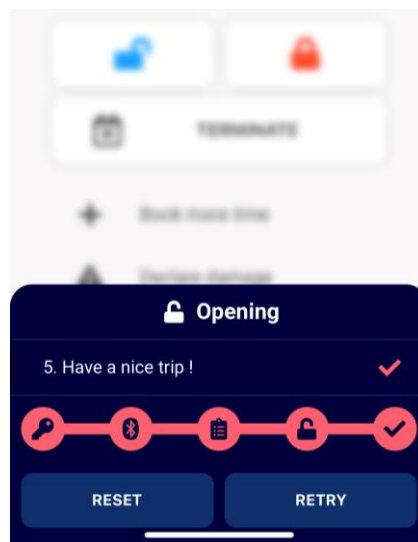 TERMINATE
Book more time
Declare damage
Opening
5. Have a nice trip !
RESET
RETRY